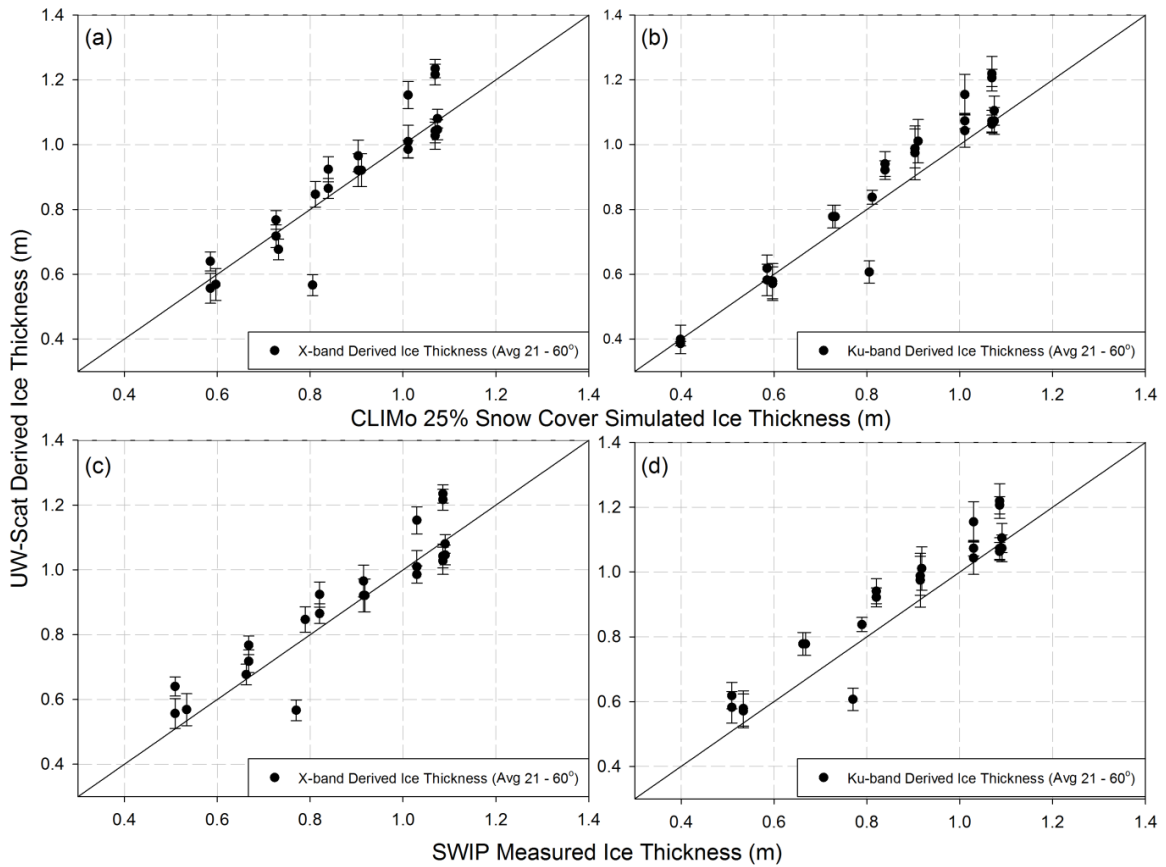 (a)
1.4
1.2
1.0
0.8
0.6
0.4
0.4 0.6 0.8 1.0 1.2 1.4
● X-band Derived Ice Thickness (Avg 21 - 60°)
(b)
1.4
1.2
1.0
0.8
0.6
0.4
0.4 0.6 0.8 1.0 1.2 1.4
● Ku-band Derived Ice Thickness (Avg 21 - 60°)
CLIMo 25% Snow Cover Simulated Ice Thickness (m)
UW-Scat Derived Ice Thickness (m)
(c)
1.4
1.2
1.0
0.8
0.6
0.4
0.4 0.6 0.8 1.0 1.2 1.4
● X-band Derived Ice Thickness (Avg 21 - 60°)
(d)
1.4
1.2
1.0
0.8
0.6
0.4
0.4 0.6 0.8 1.0 1.2 1.4
● Ku-band Derived Ice Thickness (Avg 21 - 60°)
SWIP Measured Ice Thickness (m)